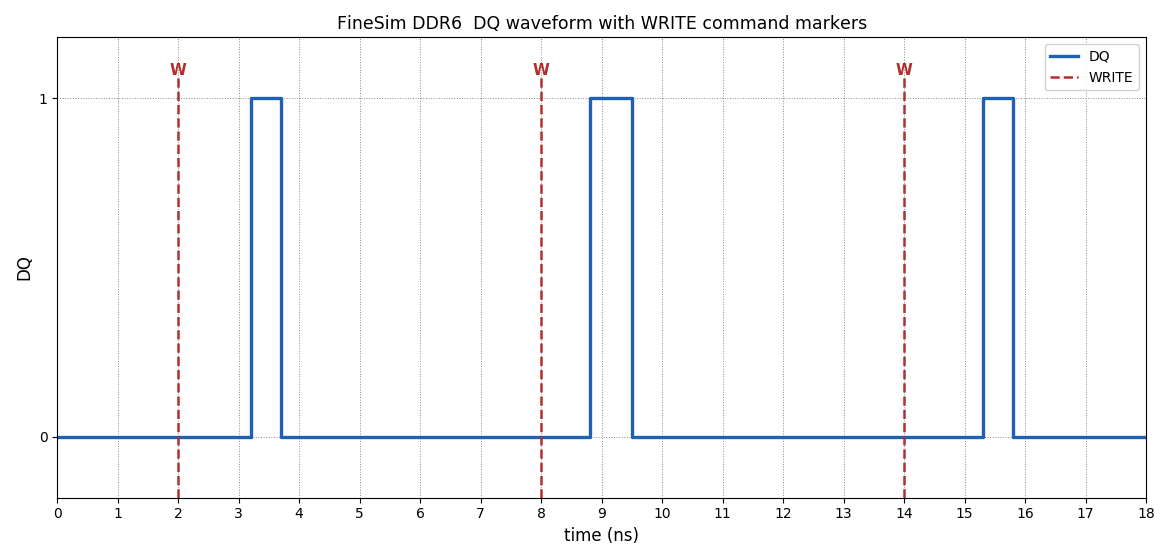 FineSim DDR6  DQ waveform with WRITE command markers
W W W
DQ
WRITE
1
0
DQ
0 1 2 3 4 5 6 7 8 9 10 11 12 13 14 15 16 17 18
time (ns)